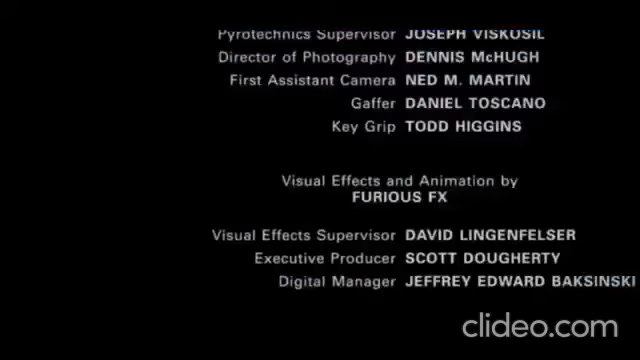 Pyrotechnics Supervisor JOSEPH VISKOSIL
Director of Photography DENNIS McHUGH
First Assistant Camera NED M. MARTIN
Gaffer DANIEL TOSCANO
Key Grip TODD HIGGINS
Visual Effects and Animation by
FURIOUS FX
Visual Effects Supervisor DAVID LINGENFELSER
Executive Producer SCOTT DOUGHERTY
Digital Manager JEFFREY EDWARD BAKSINSKI
clideo.com